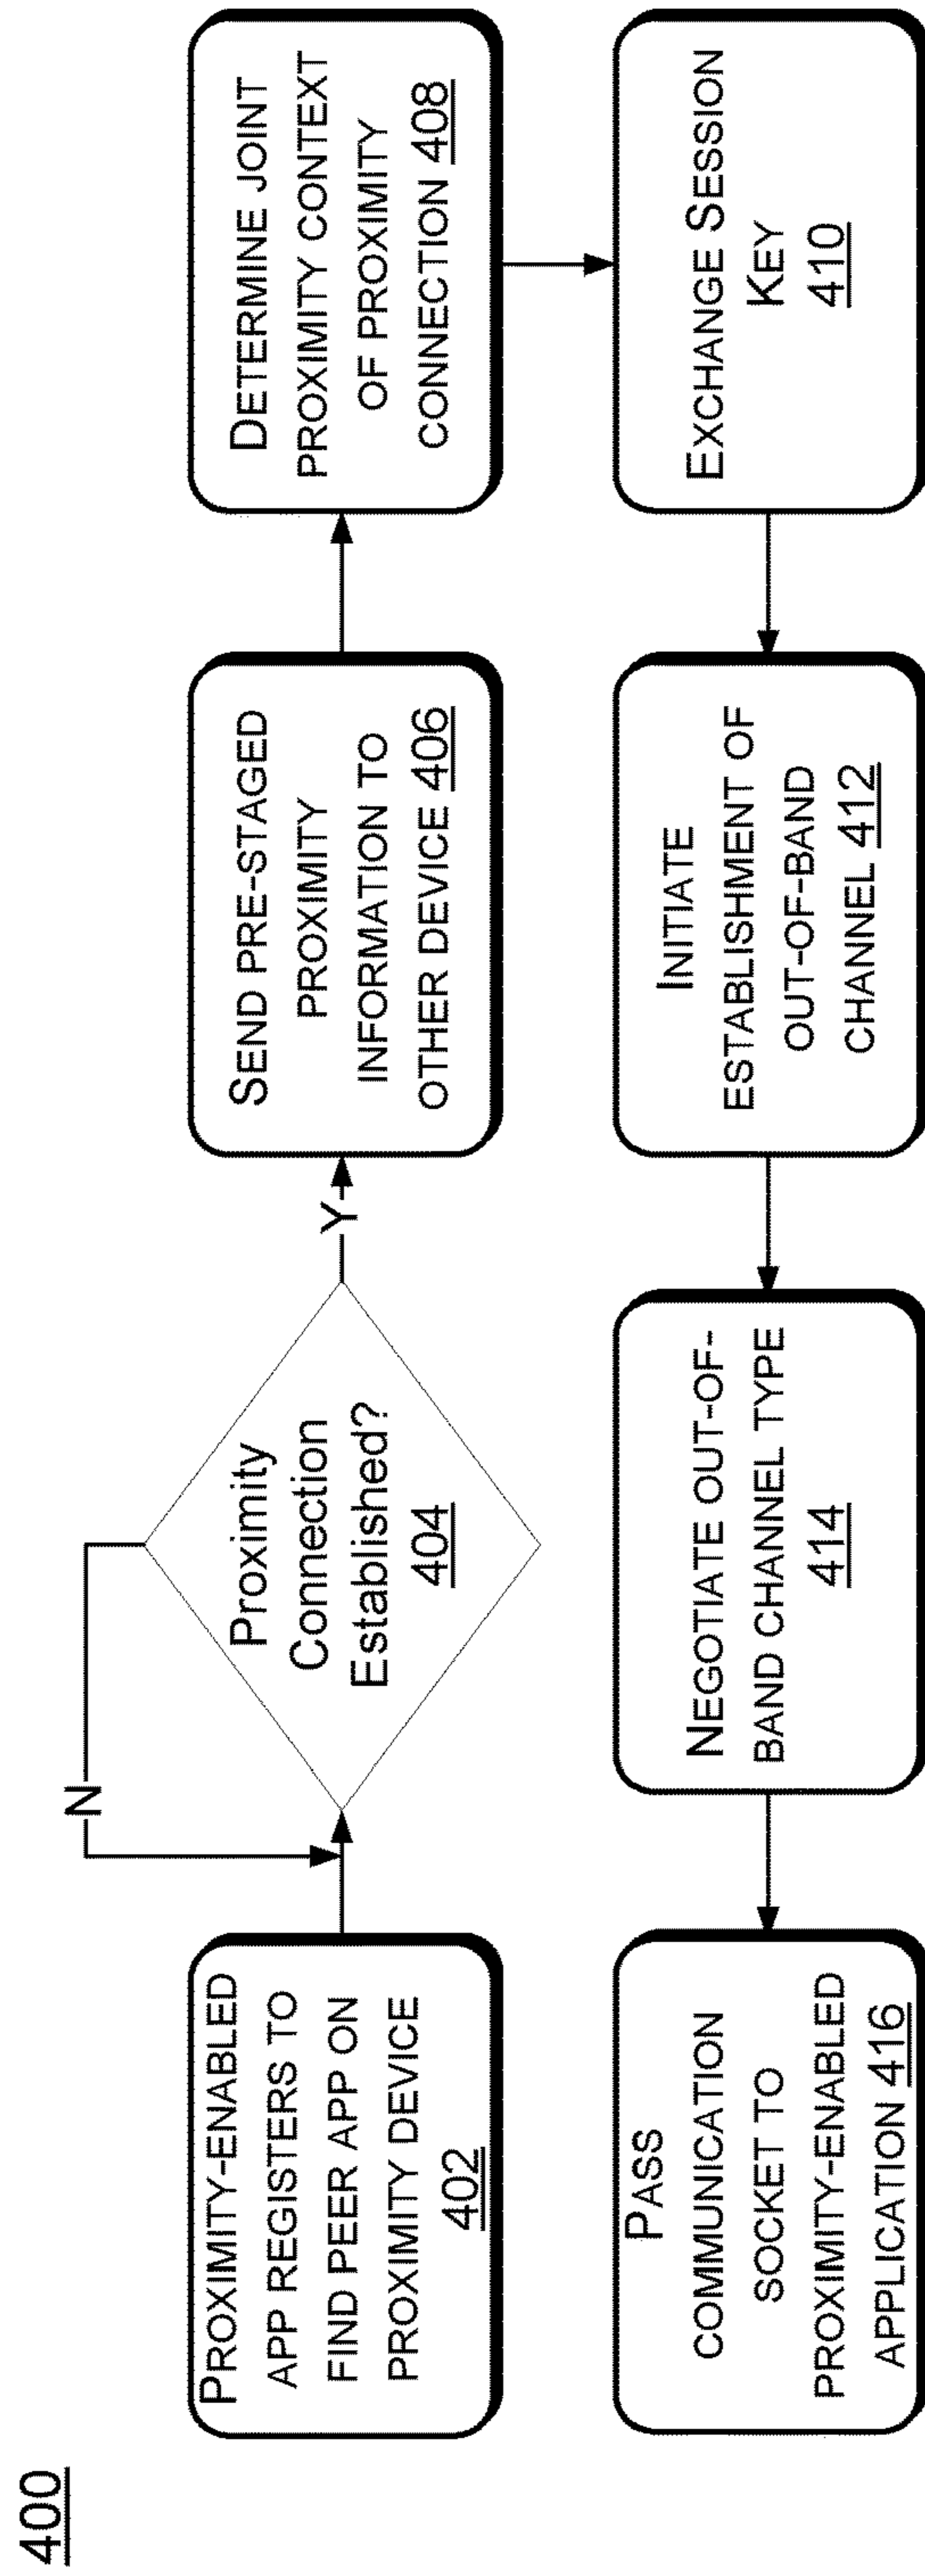 400
PROXIMITY-ENABLED
APP REGISTERS TO
FIND PEER APP ON
PROXIMITY DEVICE
402
N
Proximity
Connection
Established?
404
Y
SEND PRE-STAGED
PROXIMITY
INFORMATION TO
OTHER DEVICE 406
DETERMINE JOINT
PROXIMITY CONTEXT
OF PROXIMITY
CONNECTION 408
EXCHANGE SESSION
KEY
410
INITIATE
ESTABLISHMENT OF
OUT-OF-BAND
CHANNEL 412
NEGOTIATE OUT-OF-
BAND CHANNEL TYPE
414
PASS
COMMUNICATION
SOCKET TO
PROXIMITY-ENABLED
APPLICATION 416